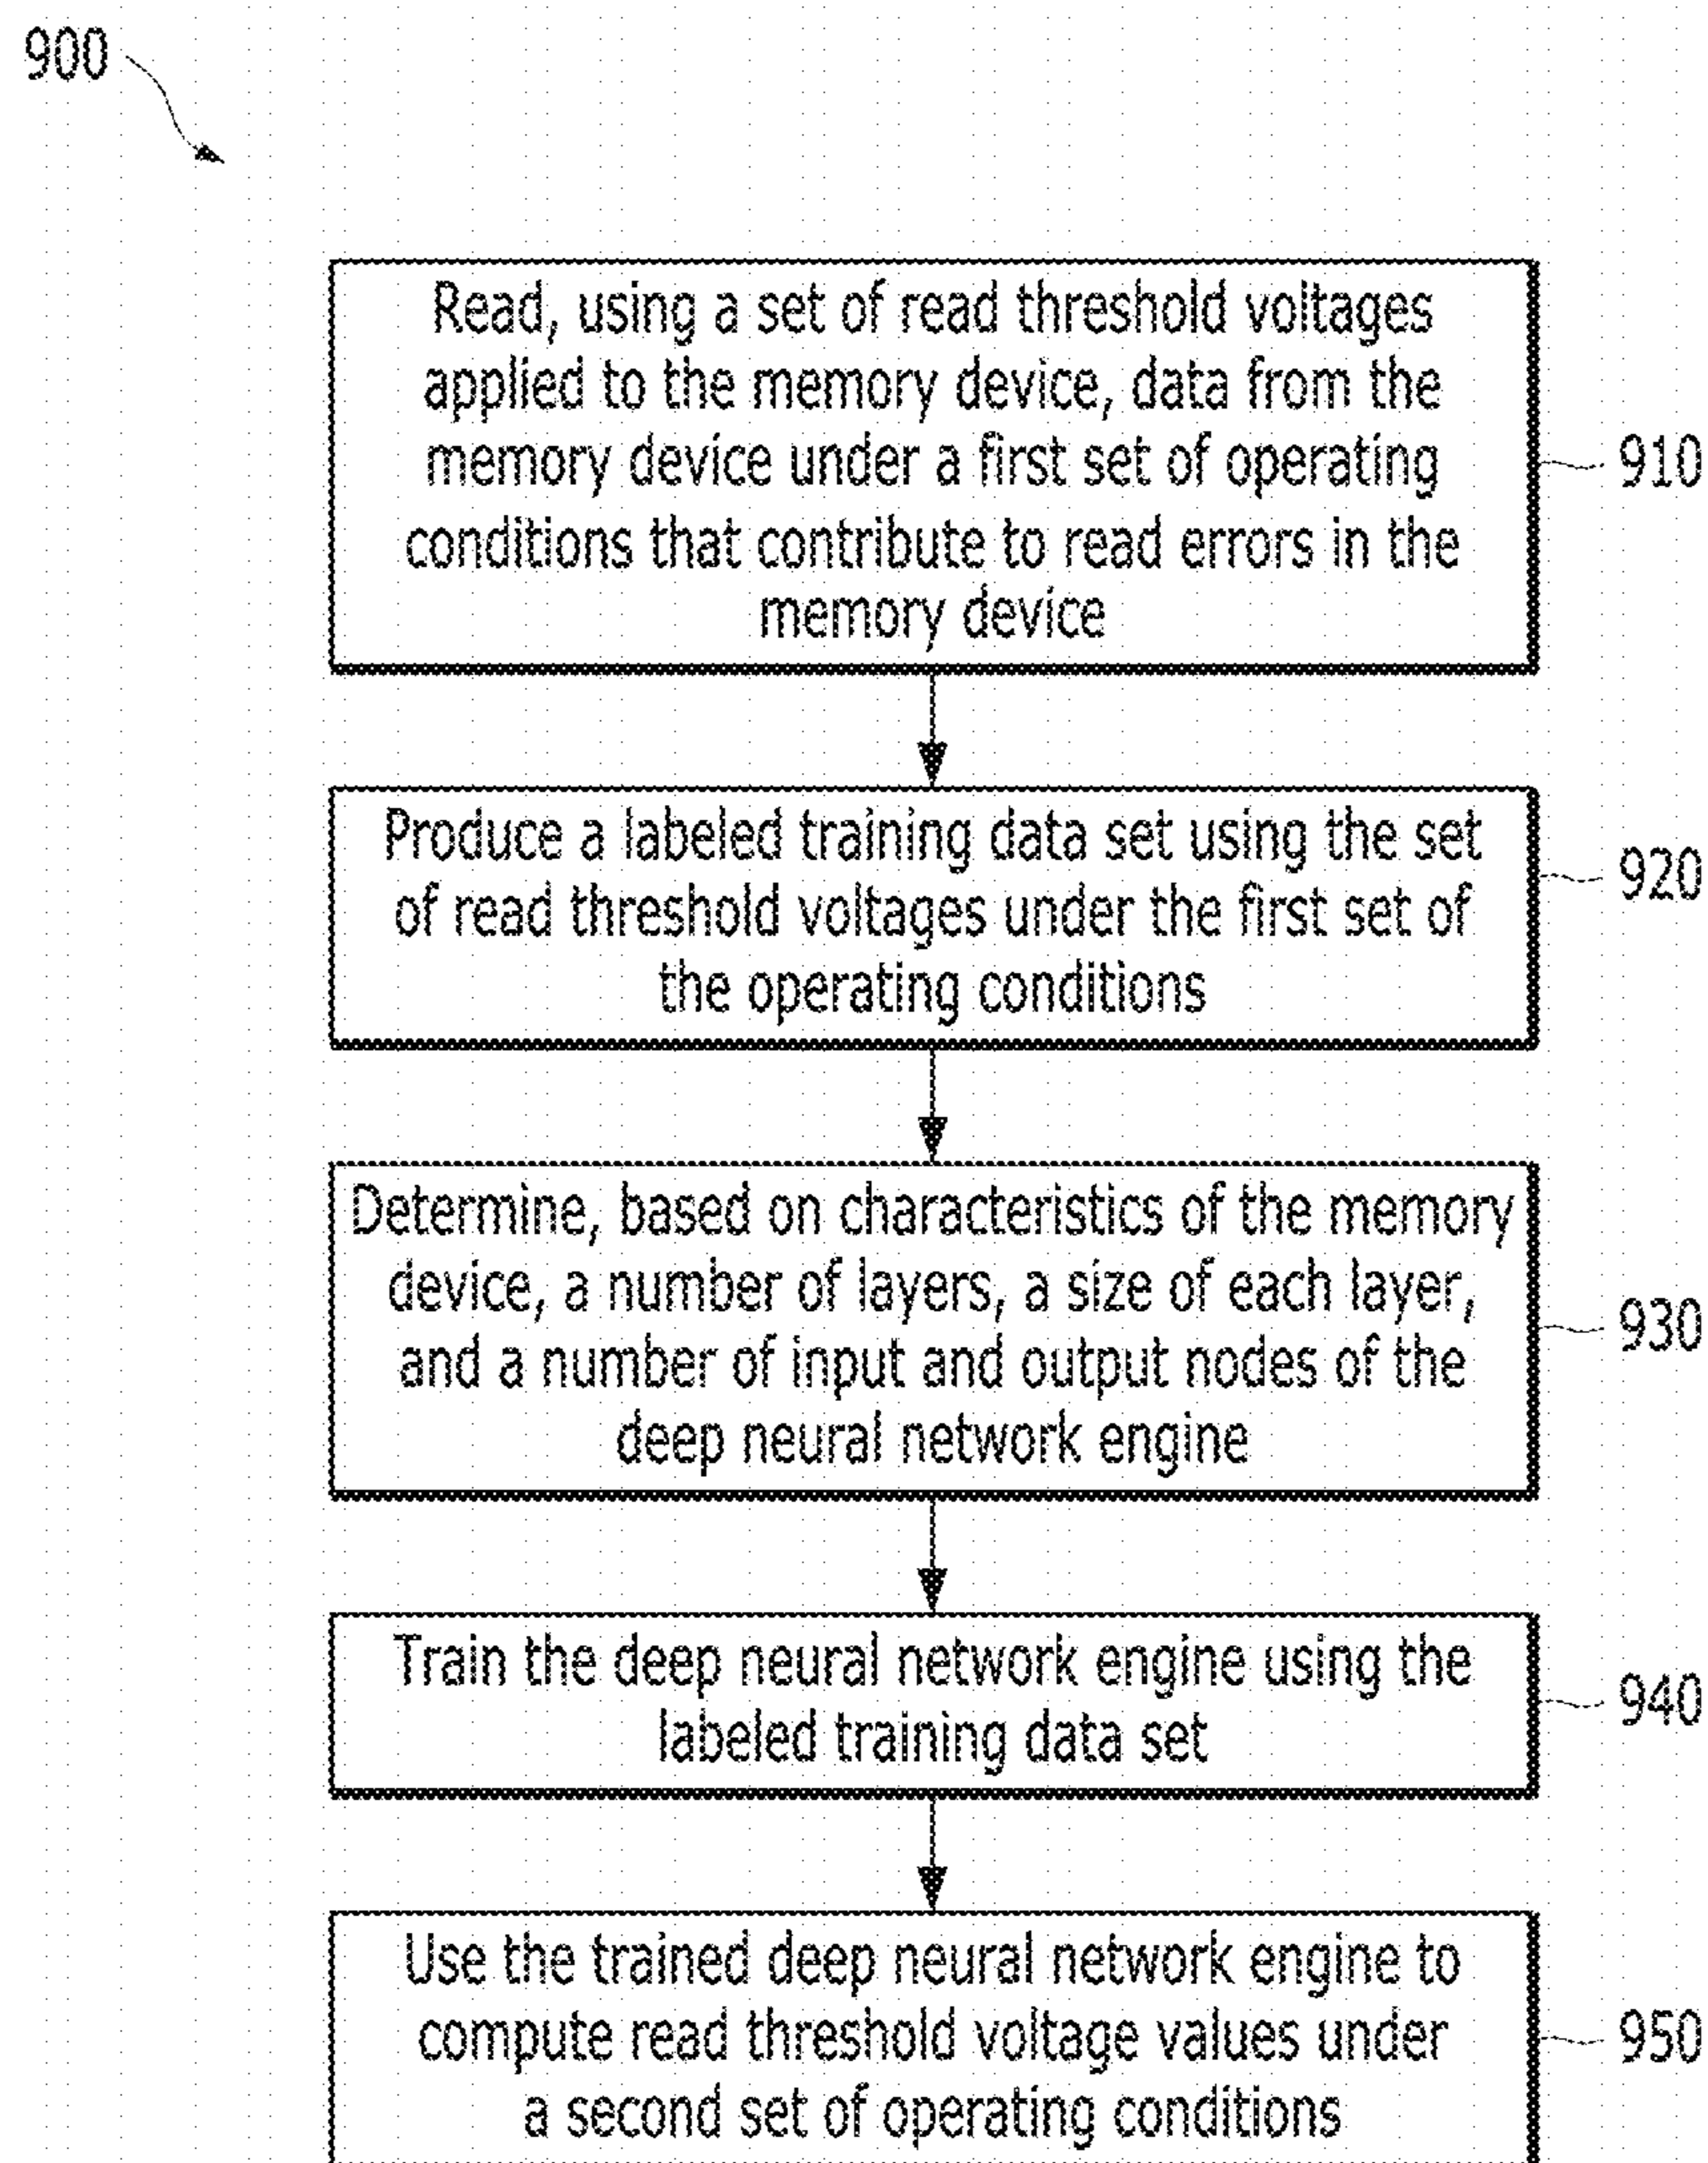 900
Read, using a set of read threshold voltages
applied to the memory device, data from the
memory device under a first set of operating
conditions that contribute to read errors in the
memory device
910
Produce a labeled training data set using the set
of read threshold voltages under the first set of
the operating conditions
920
Determine, based on characteristics of the memory
device, a number of layers, a size of each layer,
and a number of input and output nodes of the
deep neural network engine
930
Train the deep neural network engine using the
labeled training data set
940
Use the trained deep neural network engine to
compute read threshold voltage values under
a second set of operating conditions
950